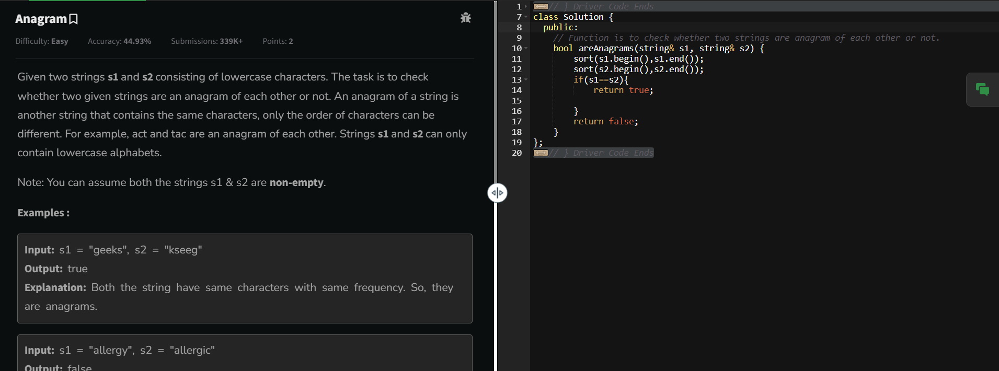 Anagram
Difficulty: Easy Accuracy: 44.93% Submissions: 339K+ Points: 2
Given two strings s1 and s2 consisting of lowercase characters. The task is to check
whether two given strings are an anagram of each other or not. An anagram of a string is
another string that contains the same characters, only the order of characters can be
different. For example, act and tac are an anagram of each other. Strings s1 and s2 can only
contain lowercase alphabets.
Note: You can assume both the strings s1 & s2 are non-empty.
Examples :
Input: s1 = "geeks", s2 = "kseeg"
Output: true
Explanation: Both the string have same characters with same frequency. So, they
are anagrams.
Input: s1 = "allergy", s2 = "allergic"
Output: false
1 // } Driver Code Ends
7 class Solution {
8 public:
9 // Function is to check whether two strings are anagram of each other or not.
10 bool areAnagrams(string& s1, string& s2) {
11 sort(s1.begin(),s1.end());
12 sort(s2.begin(),s2.end());
13 if(s1==s2){
14 return true;
15
16 }
17 return false;
18 }
19 };
20 // } Driver Code Ends